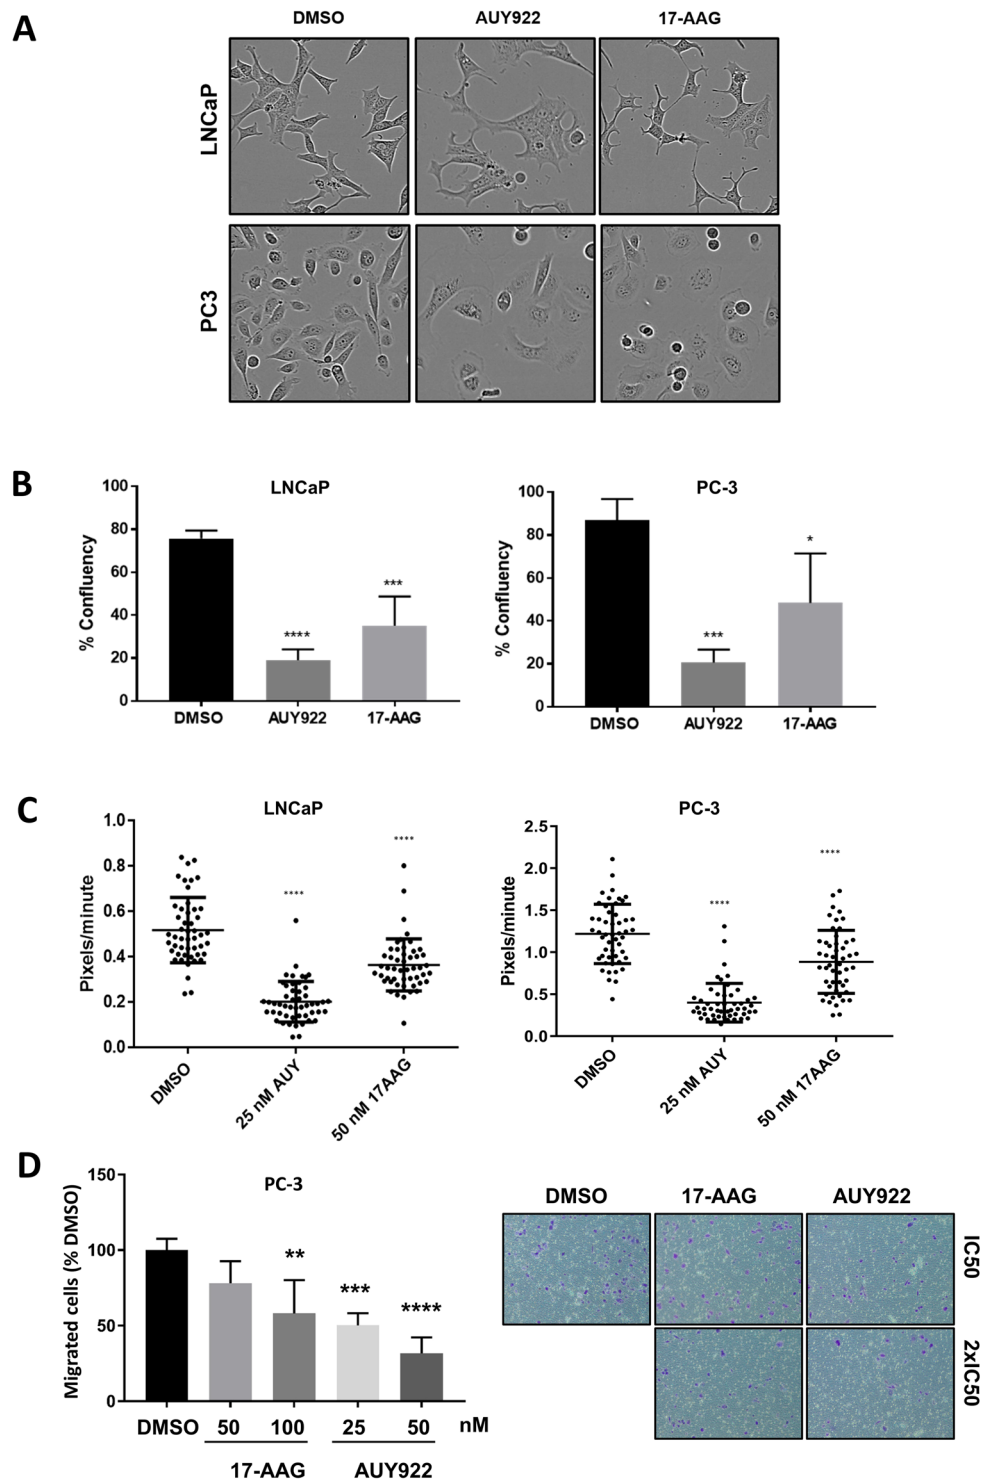 A
DMSO AUY922 17-AAG
LNCaP
PC3
B
LNCaP
% Confluency
100
80
60
40
20
0
****
***
DMSO AUY922 17-AAG
PC-3
% Confluency
100
80
60
40
20
0
***
*
DMSO AUY922 17-AAG
C
LNCaP
Pixels/minute
1.0
0.8
0.6
0.4
0.2
0.0
****
****
DMSO 25 nM AUY 50 nM 17AAG
PC-3
Pixels/minute
2.5
2.0
1.5
1.0
0.5
0.0
****
****
DMSO 25 nM AUY 50 nM 17AAG
D
PC-3
Migrated cells (% DMSO)
150
100
50
0
**
***
****
DMSO 50 100 25 50 nM
17-AAG AUY922
DMSO 17-AAG AUY922
IC50
2xIC50